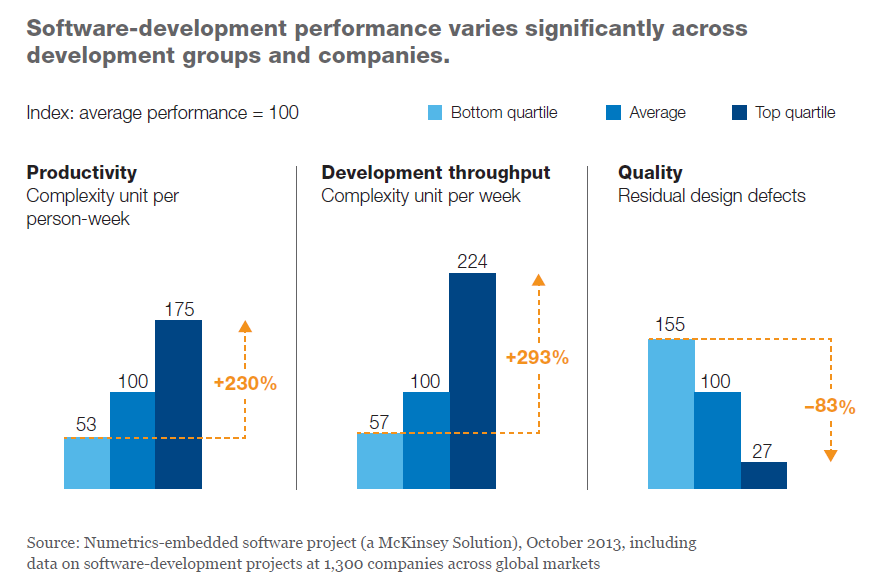 Software-development performance varies significantly across
development groups and companies.
Index: average performance = 100
Bottom quartile
Average
Top quartile
Productivity
Complexity unit per
person-week
53
100
175
+230%
Development throughput
Complexity unit per week
57
100
224
+293%
Quality
Residual design defects
155
100
27
–83%
Source: Numetrics-embedded software project (a McKinsey Solution), October 2013, including
data on software-development projects at 1,300 companies across global markets